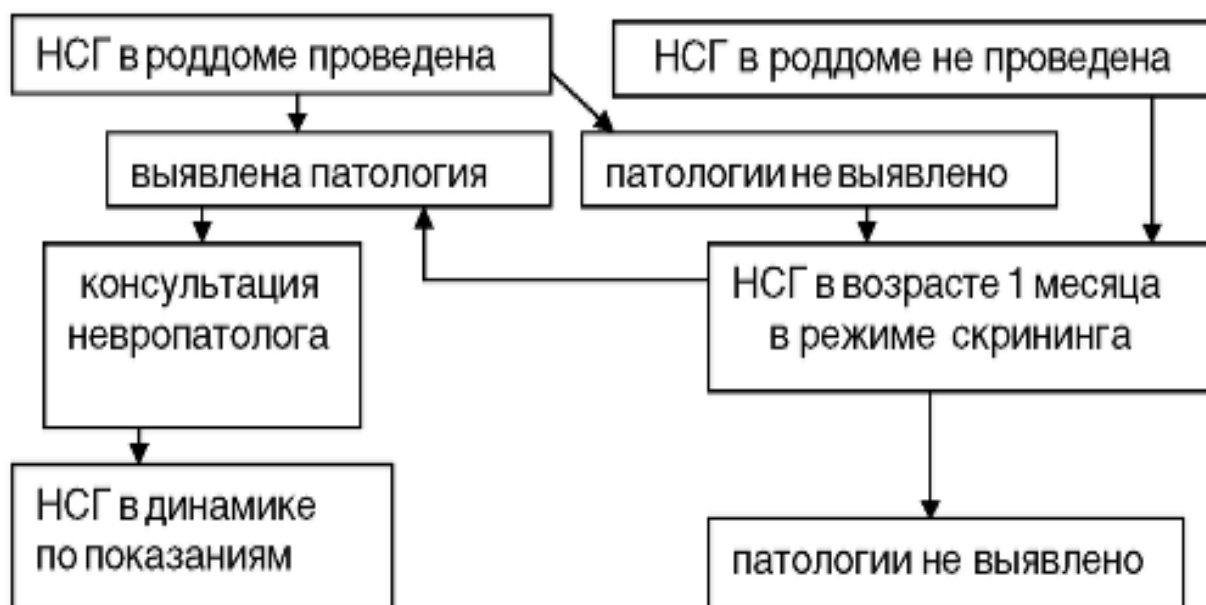 НСГ в роддоме проведена
НСГ в роддоме не проведена
выявлена патология
патологии не выявлено
консультация
невропатолога
НСГ в возрасте 1 месяца
в режиме скрининга
НСГ в динамике
по показаниям
патологии не выявлено